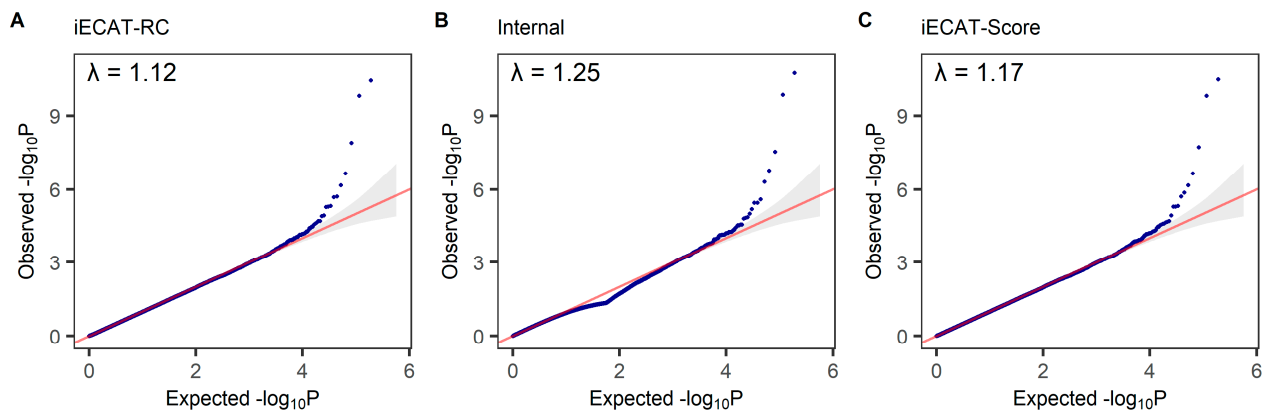 A
iECAT-RC
λ = 1.12
Observed -log₁₀P
9
6
3
0
0
2
4
6
Expected -log₁₀P
B
Internal
λ = 1.25
Observed -log₁₀P
9
6
3
0
0
2
4
6
Expected -log₁₀P
C
iECAT-Score
λ = 1.17
Observed -log₁₀P
9
6
3
0
0
2
4
6
Expected -log₁₀P